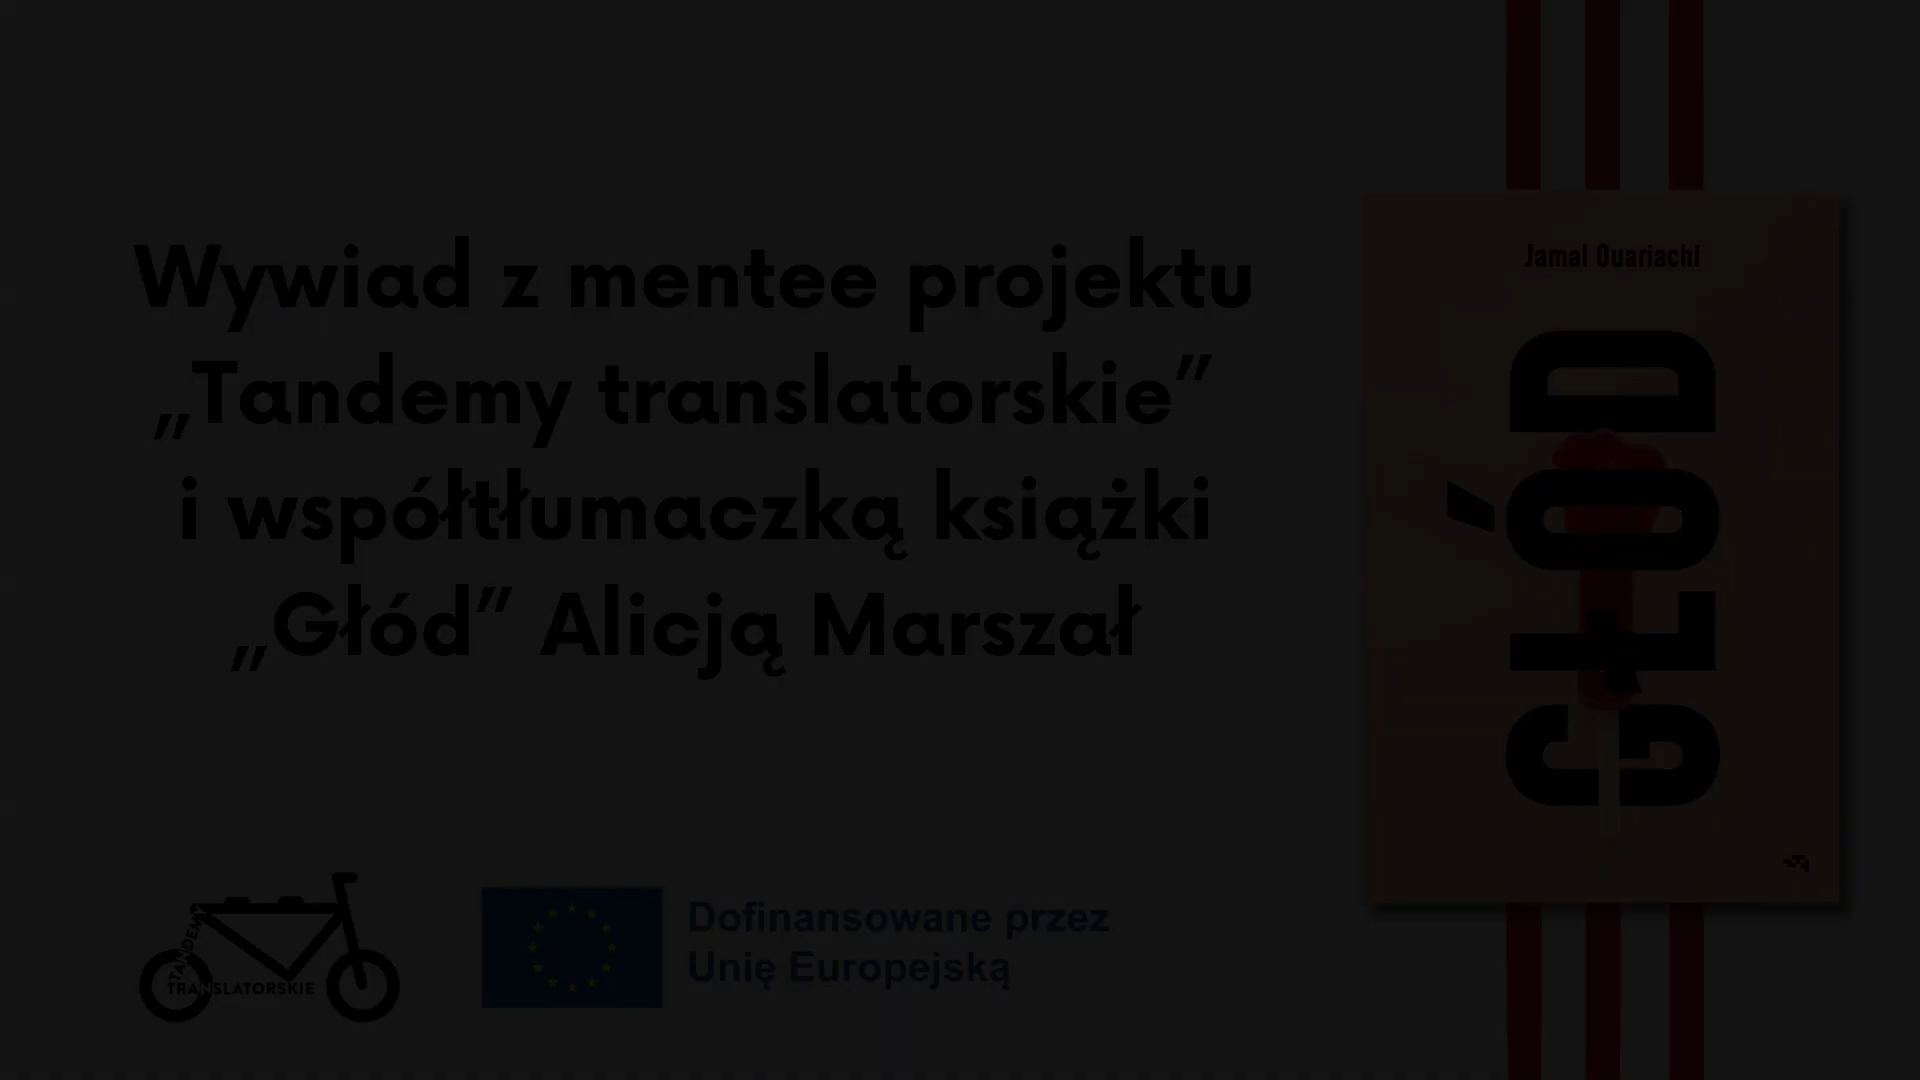 Wywiad z mentee projektu
„Tandemy translatorskie”
i współtłumaczką książki
„Głód” Alicją Marszał
Jamal Ouariachi
GŁÓD
TANDEMY
TRANSLATORSKIE
Dofinansowane przez
Unię Europejską